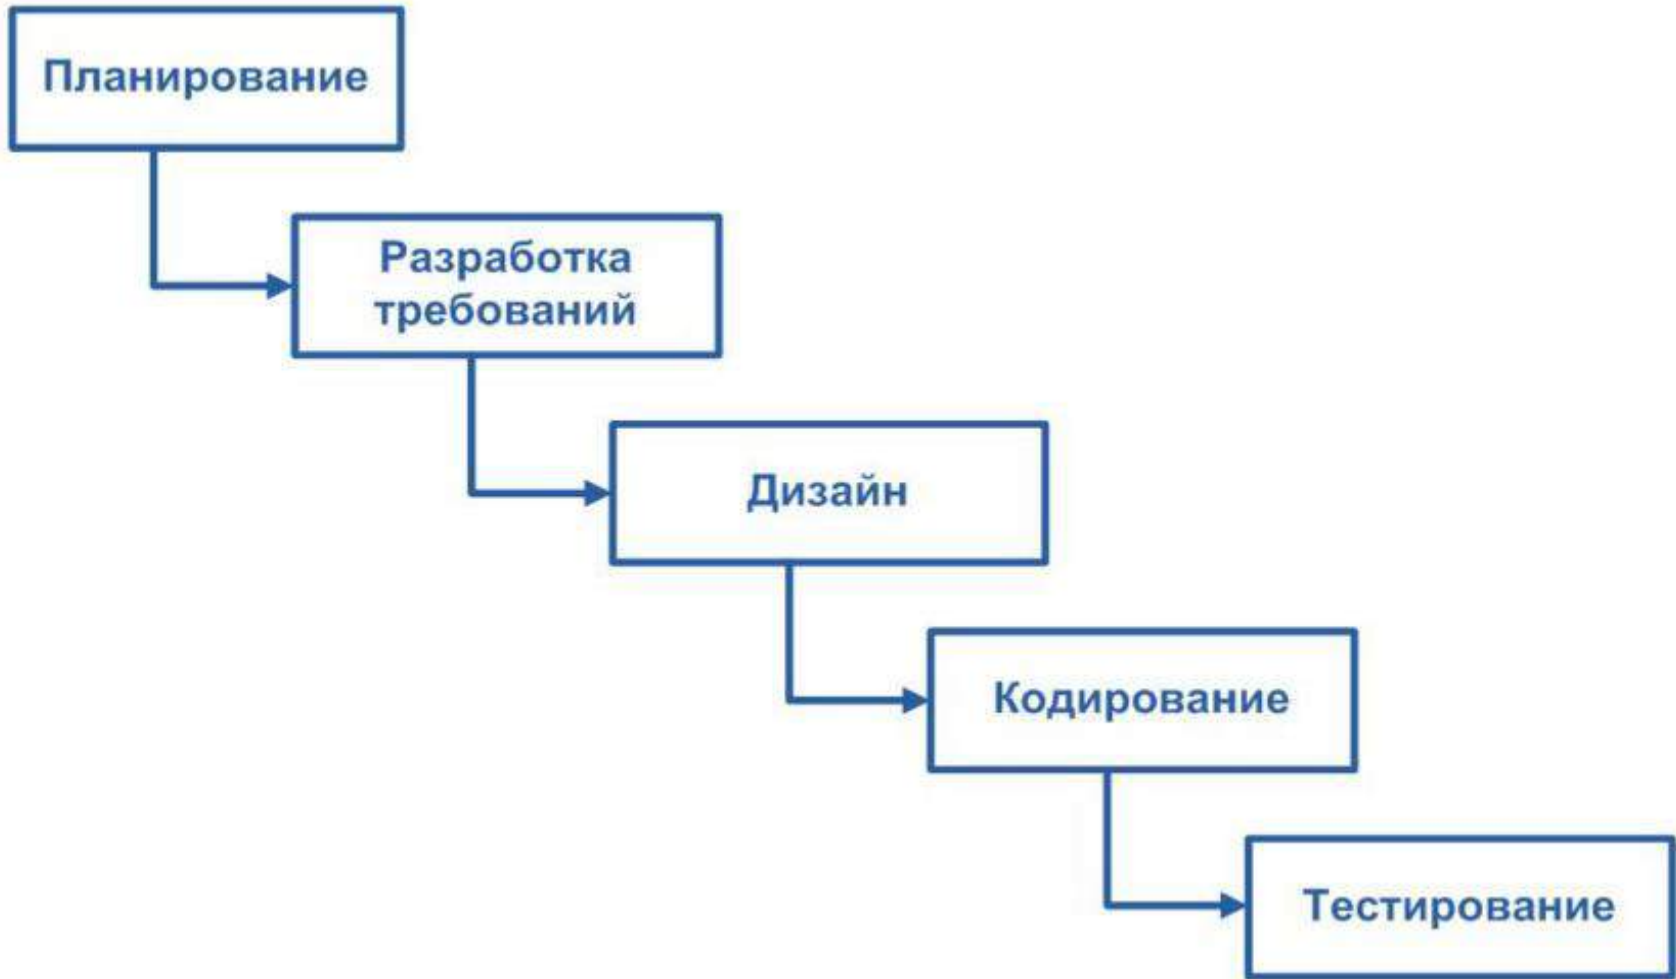 Планирование
Разработка
требований
Дизайн
Кодирование
Тестирование